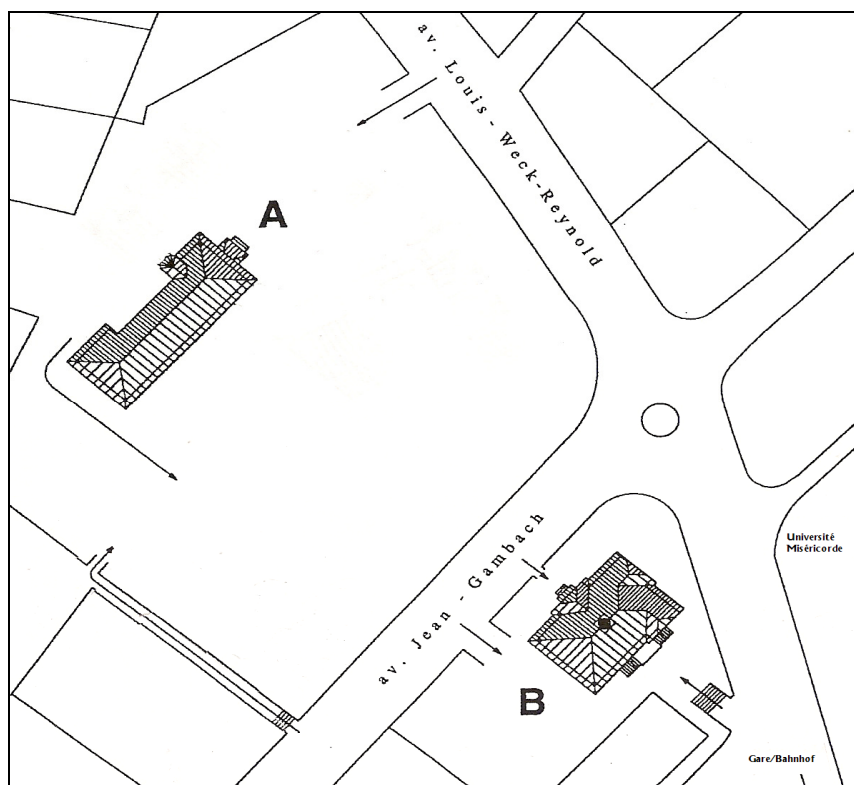 av. Louis - Weck-Reynold
A
Université
Miséricorde
av. Jean - Gambach
B
Gare/Bahnhof